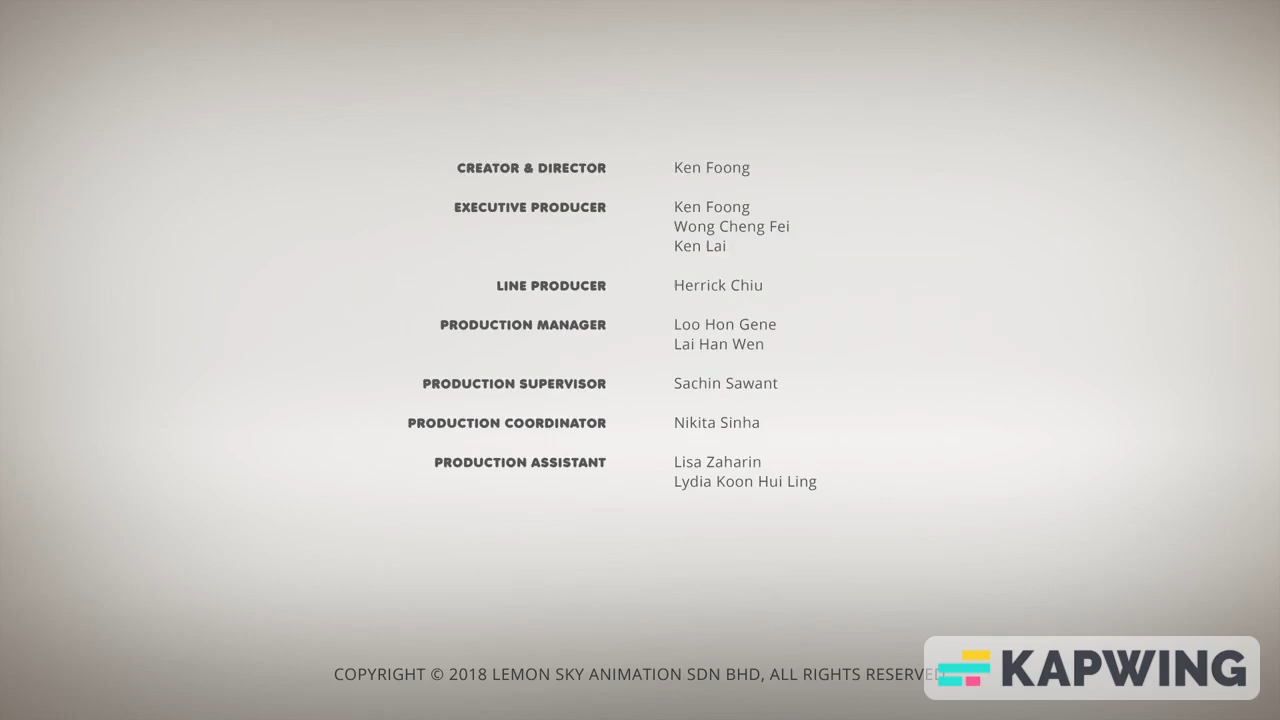 CREATOR & DIRECTOR Ken Foong
EXECUTIVE PRODUCER Ken Foong
Wong Cheng Fei
Ken Lai
LINE PRODUCER Herrick Chiu
PRODUCTION MANAGER Loo Hon Gene
Lai Han Wen
PRODUCTION SUPERVISOR Sachin Sawant
PRODUCTION COORDINATOR Nikita Sinha
PRODUCTION ASSISTANT Lisa Zaharin
Lydia Koon Hui Ling
COPYRIGHT © 2018 LEMON SKY ANIMATION SDN BHD, ALL RIGHTS RESERVED
KAPWING